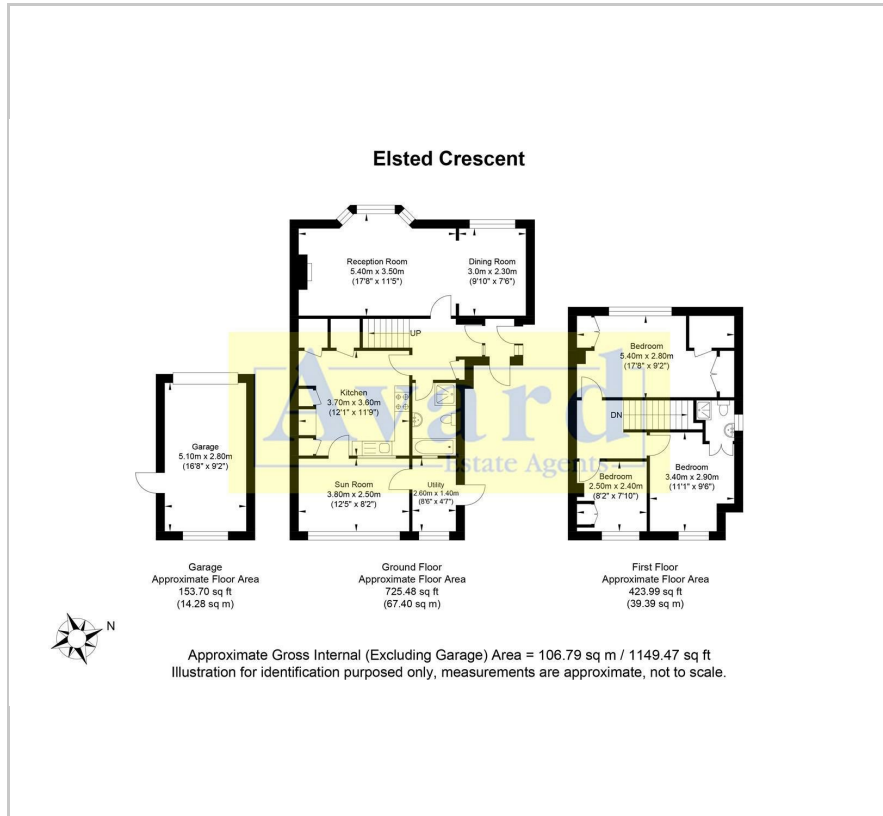 Elsted Crescent
Reception Room
5.40m x 3.50m
(17'8" x 11'5")
Dining Room
3.0m x 2.30m
(9'10" x 7'6")
UP
Kitchen
3.70m x 3.60m
(12'1" x 11'9")
Sun Room
3.80m x 2.50m
(12'5" x 8'2")
Utility
2.60m x 1.40m
(8'6" x 4'7")
Garage
5.10m x 2.80m
(16'8" x 9'2")
Bedroom
5.40m x 2.80m
(17'8" x 9'2")
DN
Bedroom
3.40m x 2.90m
(11'1" x 9'6")
Bedroom
2.50m x 2.40m
(8'2" x 7'10")
Avard
Estate Agents
Garage
Approximate Floor Area
153.70 sq ft
(14.28 sq m)
Ground Floor
Approximate Floor Area
725.48 sq ft
(67.40 sq m)
First Floor
Approximate Floor Area
423.99 sq ft
(39.39 sq m)
N
Approximate Gross Internal (Excluding Garage) Area = 106.79 sq m / 1149.47 sq ft
Illustration for identification purposed only, measurements are approximate, not to scale.